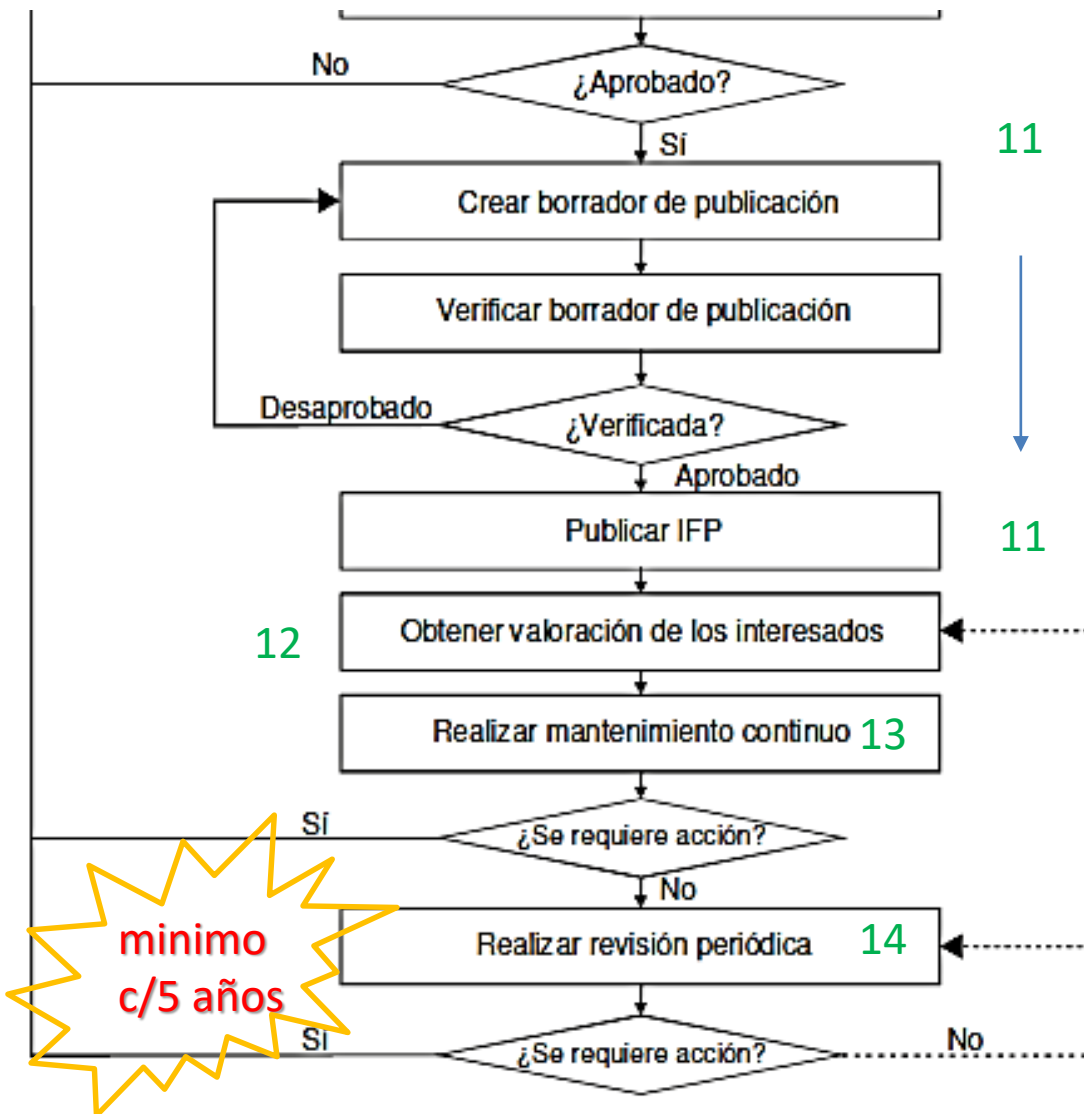 No
¿Aprobado?
11
Sí
Crear borrador de publicación
Verificar borrador de publicación
Desaprobado
¿Verificada?
Aprobado
Publicar IFP
11
12
Obtener valoración de los interesados
Realizar mantenimiento continuo 13
Sí
¿Se requiere acción?
No
minimo
c/5 años
Realizar revisión periódica 14
Sí
¿Se requiere acción?
No